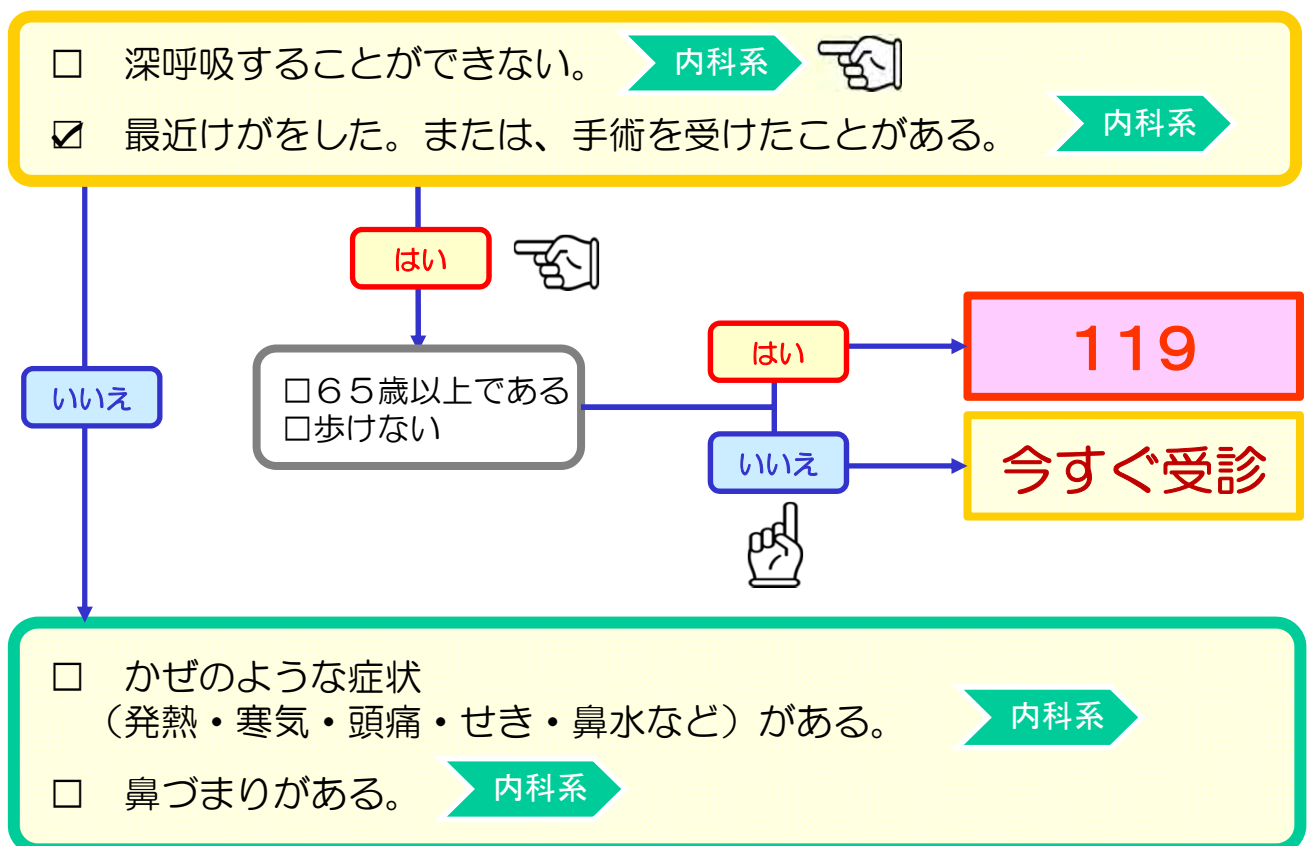 □ 深呼吸することができない。 内科系
☑ 最近けがをした。または、手術を受けたことがある。 内科系
はい
いいえ
□６５歳以上である
□歩けない
はい
１１９
いいえ
今すぐ受診
□ かぜのような症状
（発熱・寒気・頭痛・せき・鼻水など）がある。 内科系
□ 鼻づまりがある。 内科系